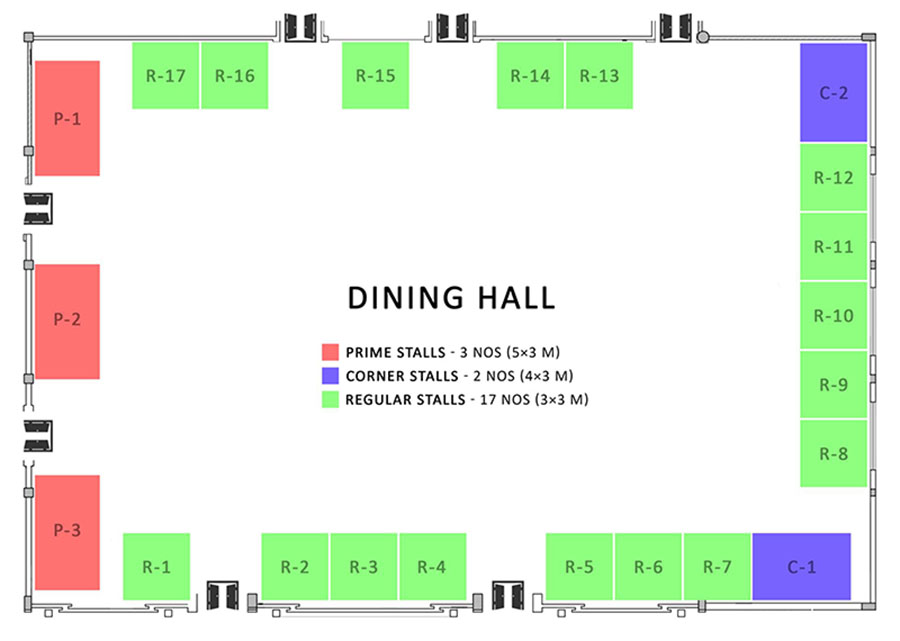 R-17 R-16 R-15 R-14 R-13
P-1
C-2
R-12
R-11
P-2
R-10
DINING HALL
PRIME STALLS - 3 NOS (5×3 M)
CORNER STALLS - 2 NOS (4×3 M)
REGULAR STALLS - 17 NOS (3×3 M)
R-9
R-8
P-3
R-1 R-2 R-3 R-4 R-5 R-6 R-7 C-1